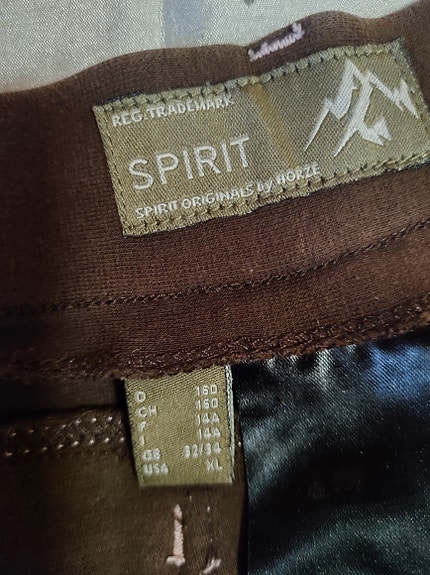 REG. TRADEMARK
SPIRIT
SPIRIT ORIGINALS by HORZE
D 160
CH 160
F 14A
I 14A
GB 32/34
USA XL